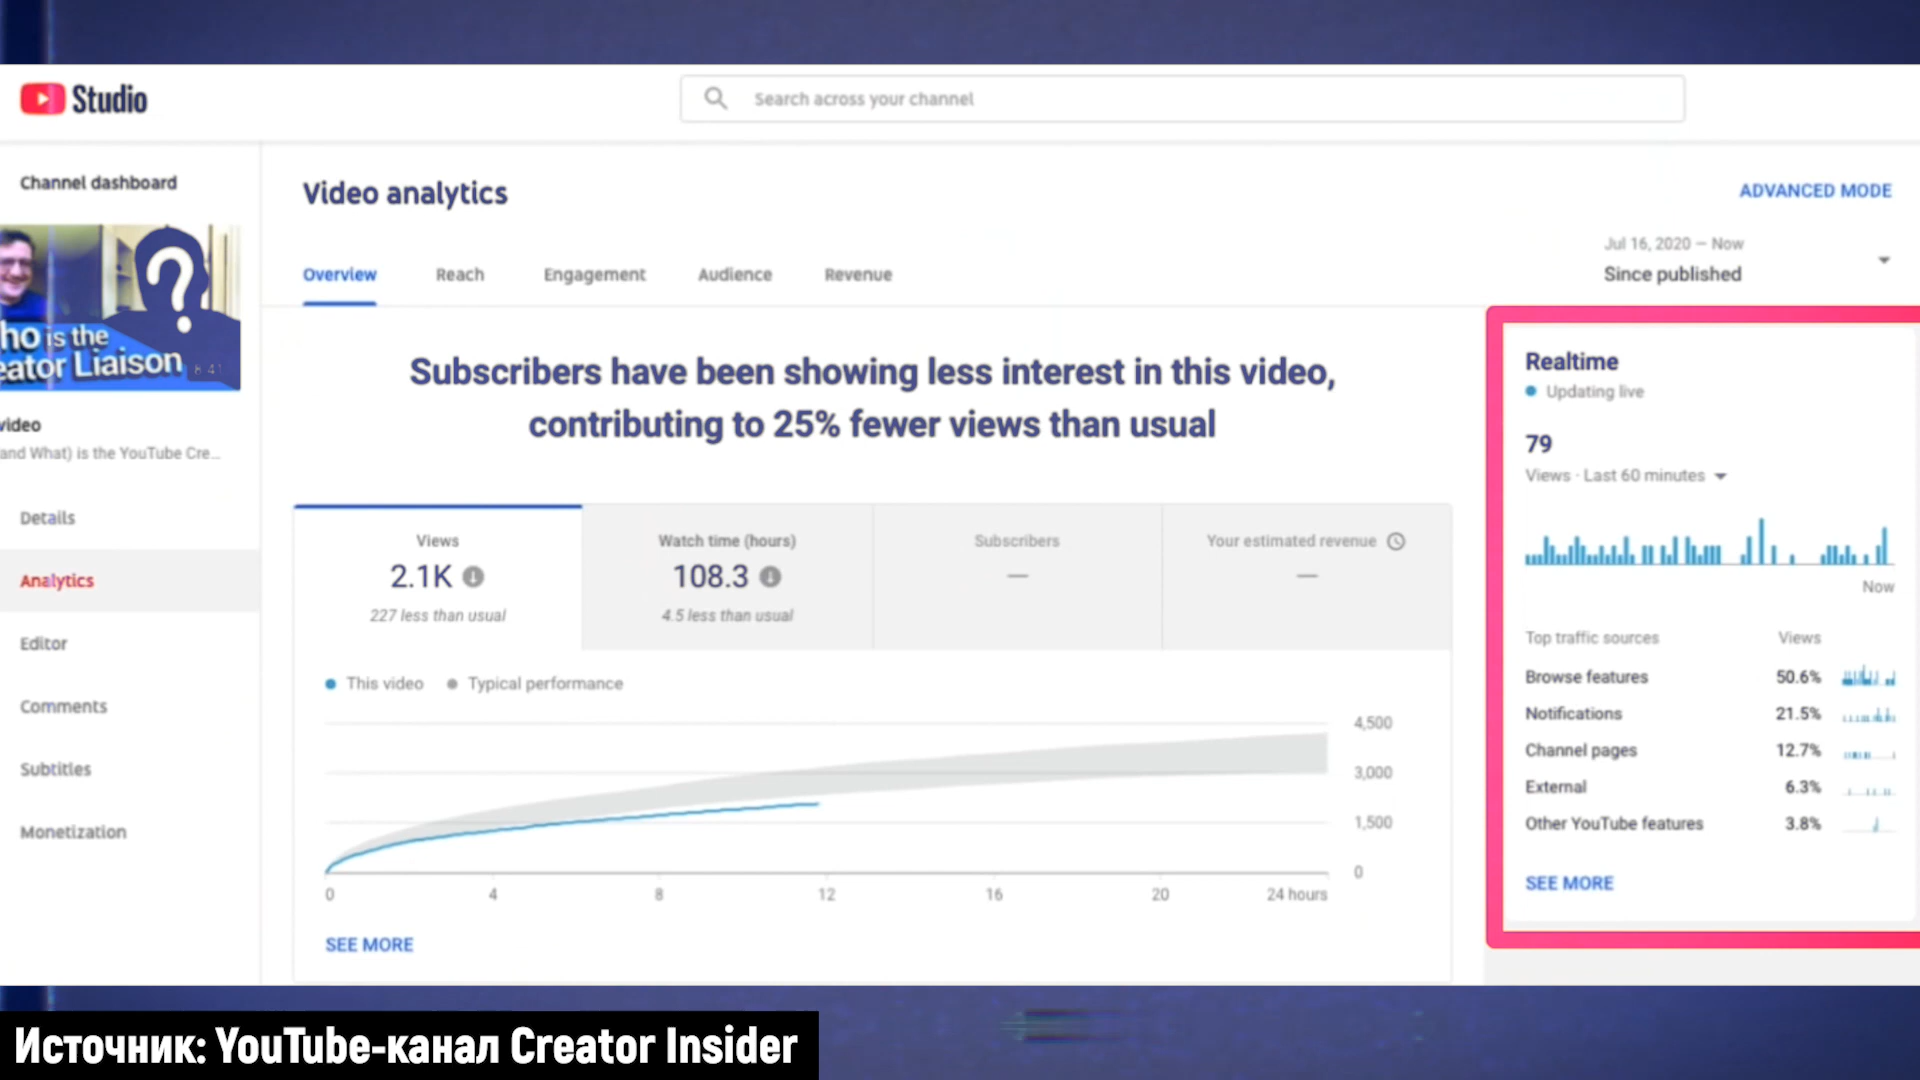 Studio
Search across your channel
Channel dashboard
Video analytics
ADVANCED MODE
Jul 16, 2020 – Now
Since published
Overview
Reach
Engagement
Audience
Revenue
ho is the
eator Liaison
8:41
video
and What) is the YouTube Cre...
Details
Analytics
Editor
Comments
Subtitles
Monetization
Subscribers have been showing less interest in this video,
contributing to 25% fewer views than usual
Views
2.1K
227 less than usual
Watch time (hours)
108.3
4.5 less than usual
Subscribers
—
Your estimated revenue
—
This video
Typical performance
4,500
3,000
1,500
0
0 4 8 12 16 20 24 hours
SEE MORE
Realtime
Updating live
79
Views · Last 60 minutes
Now
Top traffic sources Views
Browse features 50.6%
Notifications 21.5%
Channel pages 12.7%
External 6.3%
Other YouTube features 3.8%
SEE MORE
Источник: YouTube-канал Creator Insider